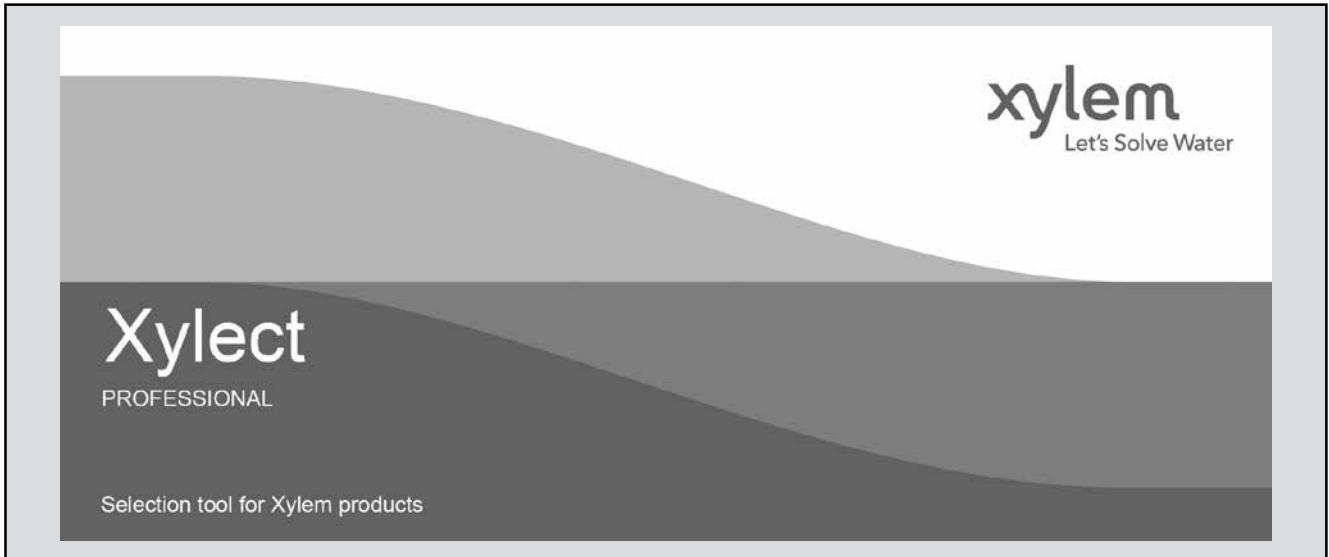 xylem
Let's Solve Water
Xylect
PROFESSIONAL
Selection tool for Xylem products